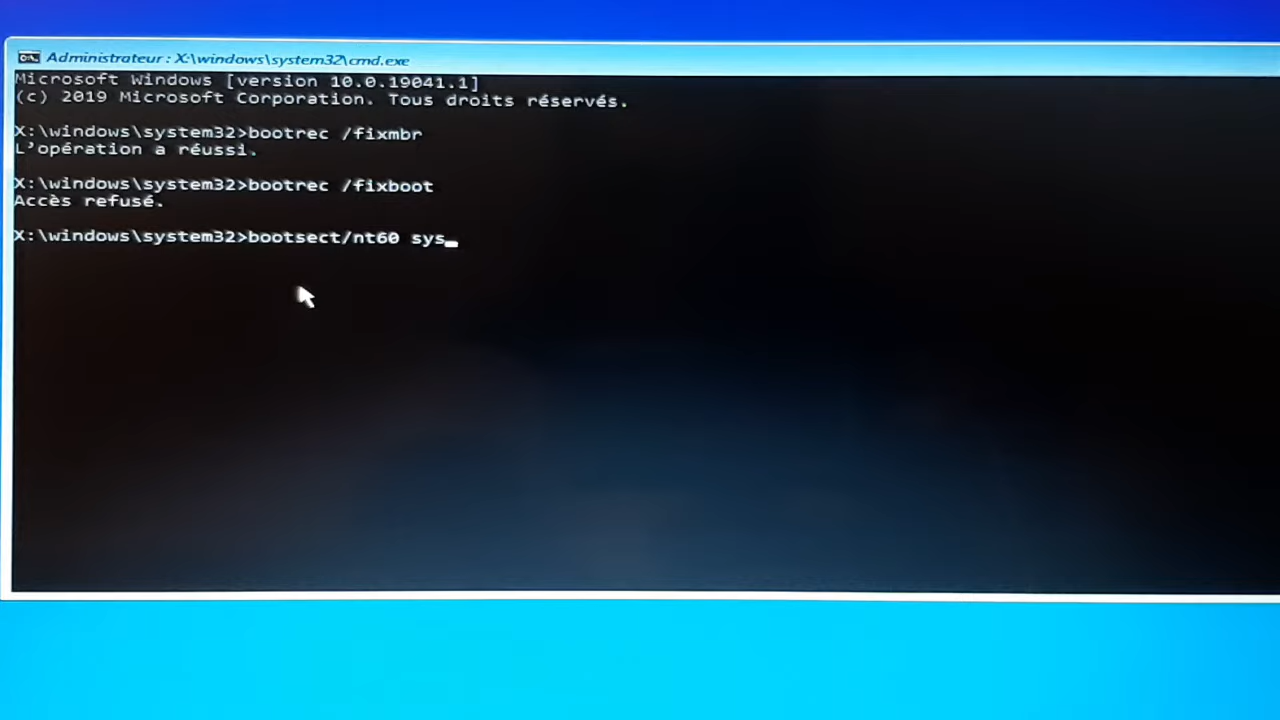 Administrateur : X:\windows\system32\cmd.exe
Microsoft Windows [version 10.0.19041.1]
(c) 2019 Microsoft Corporation. Tous droits réservés.
X:\windows\system32>bootrec /fixmbr
L'opération a réussi.
X:\windows\system32>bootrec /fixboot
Accès refusé.
X:\windows\system32>bootsect/nt60 sys